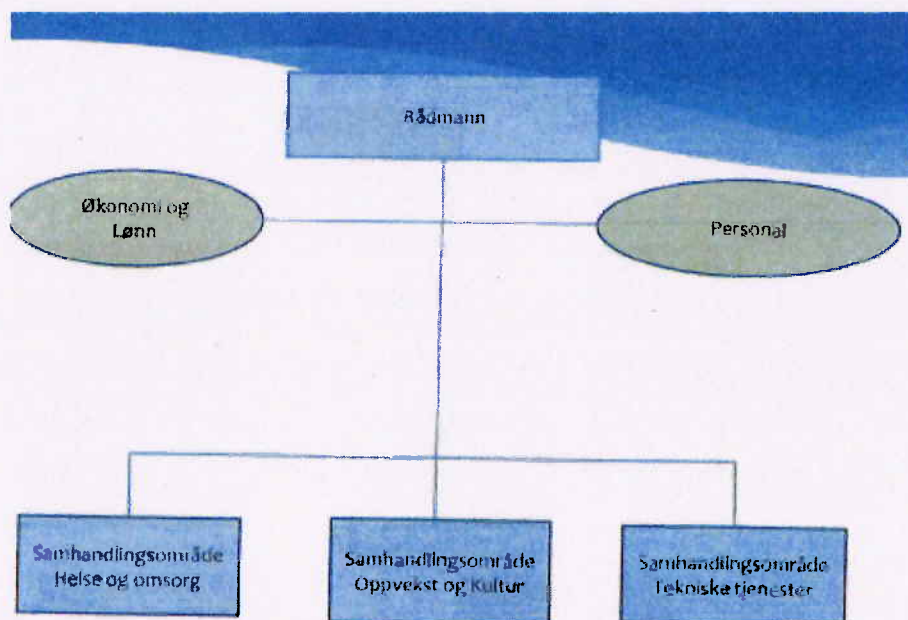 Rådmann
Økonomi og
Lønn
Personal
Samhandlingsområde
Helse og omsorg
Samhandlingsområde
Oppvekst og Kultur
Samhandlingsområde
Tekniske tjenester